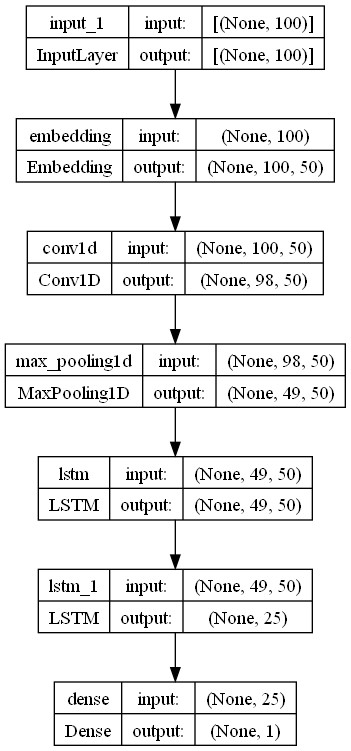 input_1 input: [(None, 100)]
InputLayer output: [(None, 100)]
embedding input: (None, 100)
Embedding output: (None, 100, 50)
conv1d input: (None, 100, 50)
Conv1D output: (None, 98, 50)
max_pooling1d input: (None, 98, 50)
MaxPooling1D output: (None, 49, 50)
lstm input: (None, 49, 50)
LSTM output: (None, 49, 50)
lstm_1 input: (None, 49, 50)
LSTM output: (None, 25)
dense input: (None, 25)
Dense output: (None, 1)